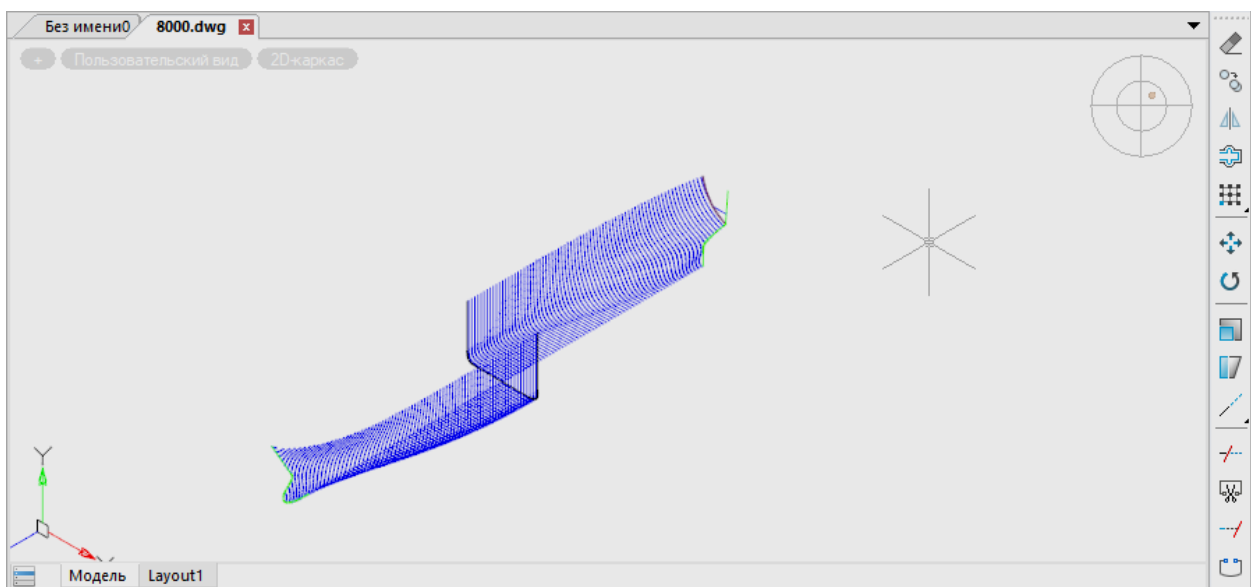 Без имени0 8000.dwg
+ Пользовательский вид 2D-каркас
Y
X
Модель Layout1